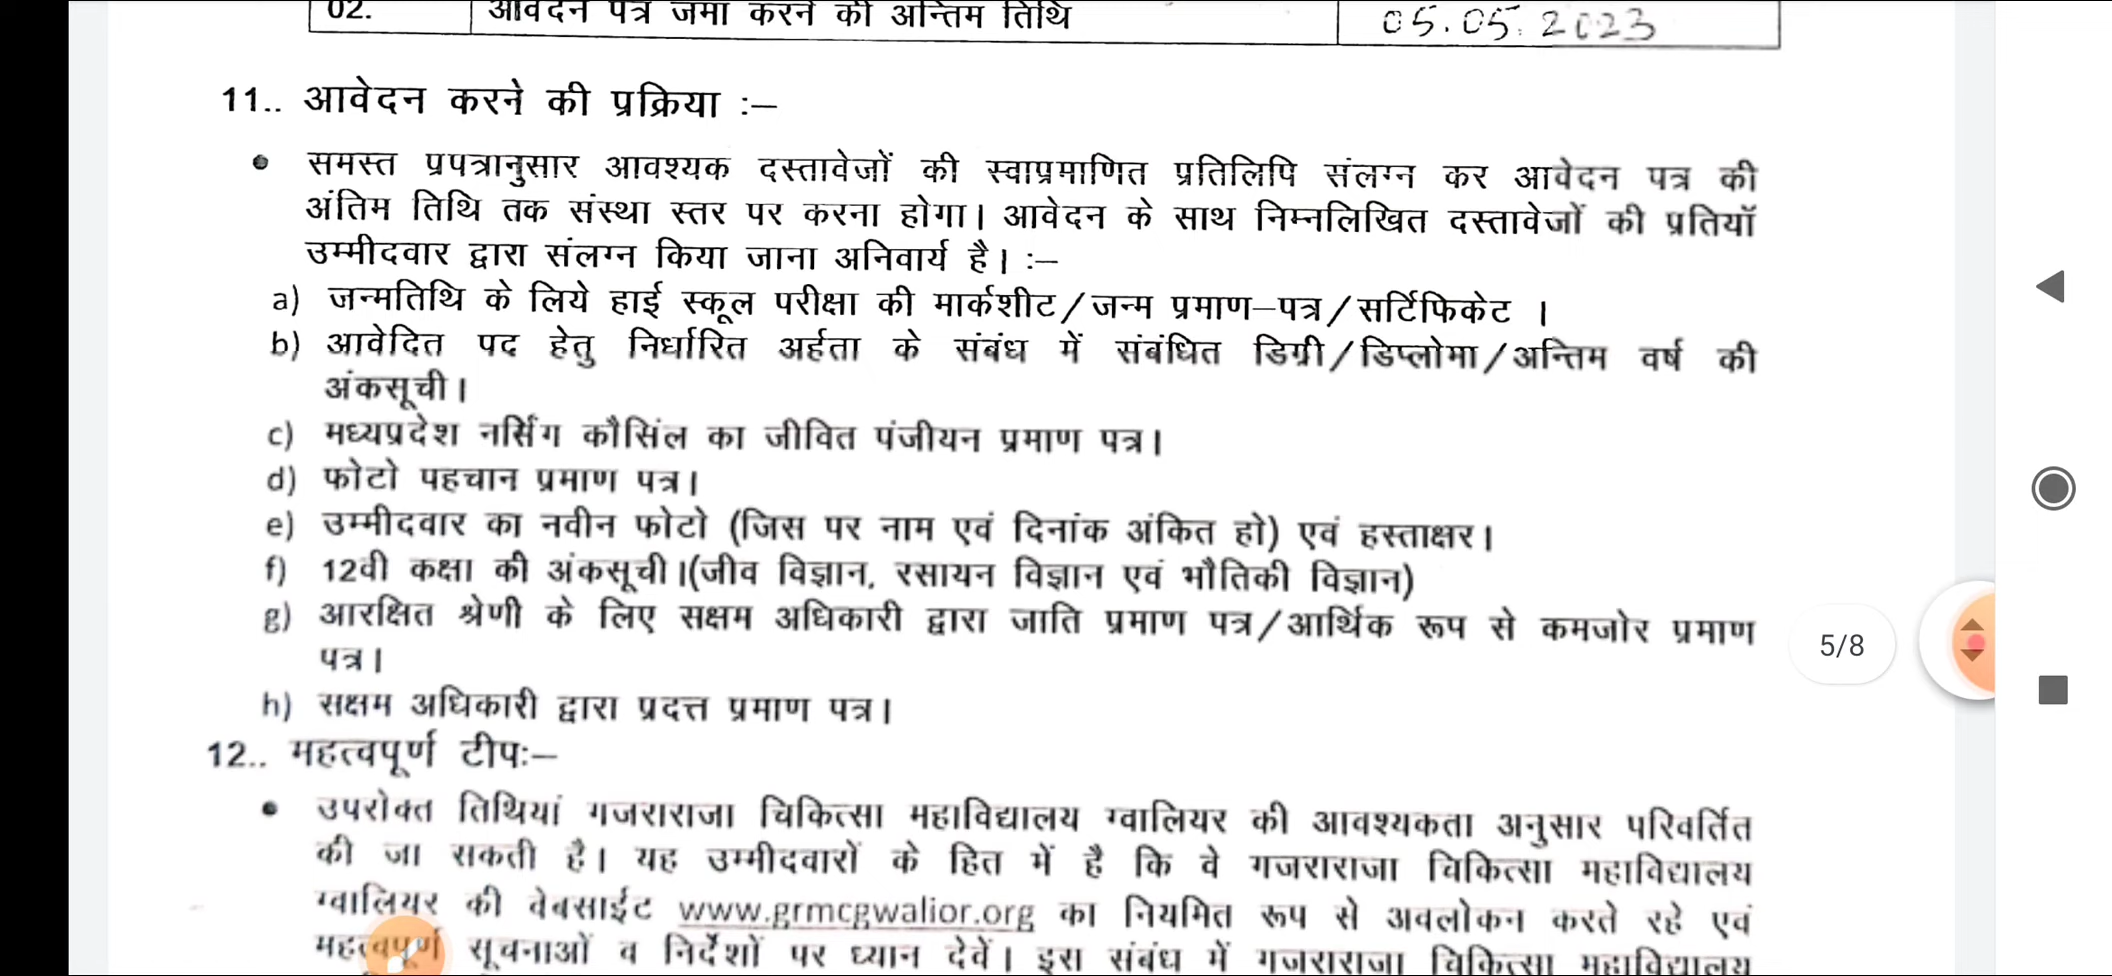 02. आवेदन पत्र जमा करने की अन्तिम तिथि 05.05.2023
11.. आवेदन करने की प्रक्रिया :–
• समस्त प्रपत्रानुसार आवश्यक दस्तावेजों की स्वाप्रमाणित प्रतिलिपि संलग्न कर आवेदन पत्र की
अंतिम तिथि तक संस्था स्तर पर करना होगा। आवेदन के साथ निम्नलिखित दस्तावेजों की प्रतियॉ
उम्मीदवार द्वारा संलग्न किया जाना अनिवार्य है। :–
a) जन्मतिथि के लिये हाई स्कूल परीक्षा की मार्कशीट/जन्म प्रमाण–पत्र/सर्टिफिकेट ।
b) आवेदित पद हेतु निर्धारित अर्हता के संबंध में संबंधित डिग्री/डिप्लोमा/अन्तिम वर्ष की
अंकसूची।
c) मध्यप्रदेश नर्सिंग कौसिंल का जीवित पंजीयन प्रमाण पत्र।
d) फोटो पहचान प्रमाण पत्र।
e) उम्मीदवार का नवीन फोटो (जिस पर नाम एवं दिनांक अंकित हो) एवं हस्ताक्षर।
f) 12वी कक्षा की अंकसूची।(जीव विज्ञान, रसायन विज्ञान एवं भौतिकी विज्ञान)
g) आरक्षित श्रेणी के लिए सक्षम अधिकारी द्वारा जाति प्रमाण पत्र/आर्थिक रूप से कमजोर प्रमाण
पत्र।
5/8
h) सक्षम अधिकारी द्वारा प्रदत्त प्रमाण पत्र।
12.. महत्वपूर्ण टीपः–
• उपरोक्त तिथियां गजराराजा चिकित्सा महाविद्यालय ग्वालियर की आवश्यकता अनुसार परिवर्तित
की जा सकती है। यह उम्मीदवारों के हित में है कि वे गजराराजा चिकित्सा महाविद्यालय
ग्वालियर की वेबसाईट www.grmcgwalior.org का नियमित रूप से अवलोकन करते रहे एवं
महत्वपूर्ण सूचनाओं व निर्देशों पर ध्यान देवें। इस संबंध में गजराराजा चिकित्सा महाविद्यालय